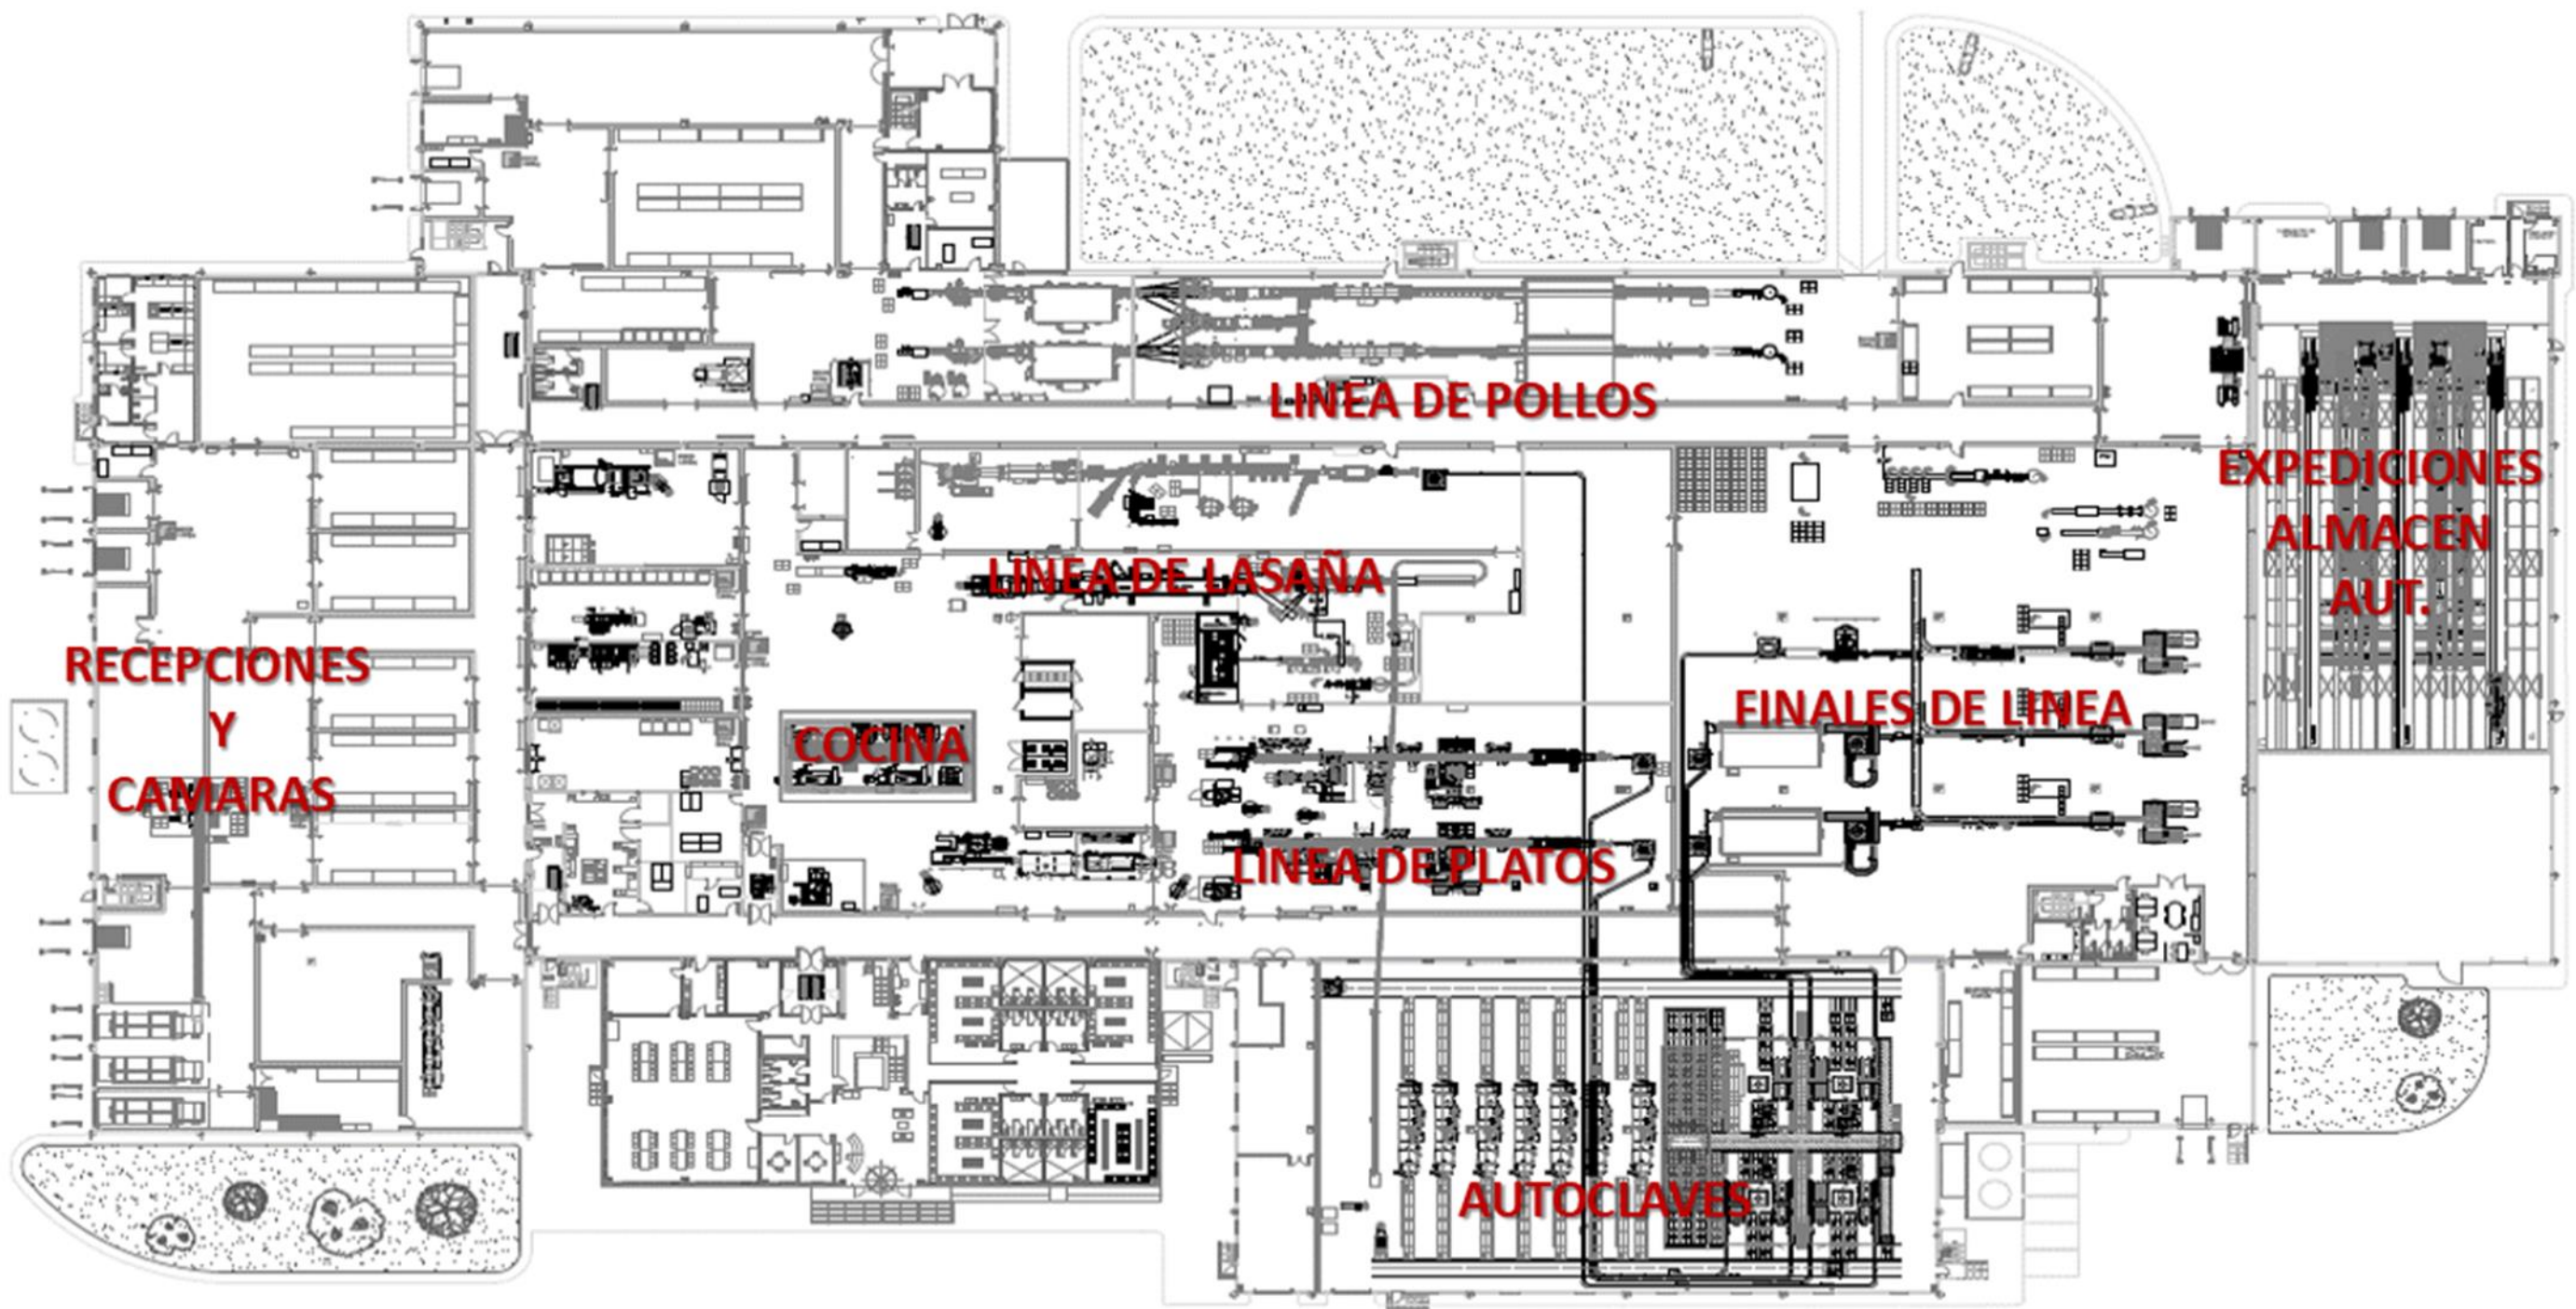 LINEA DE POLLOS
EXPEDICIONES
ALMACEN
AUT.
LINEA DE LASAÑA
RECEPCIONES
Y
CAMARAS
COCINA
FINALES DE LINEA
LINEA DE PLATOS
AUTOCLAVES